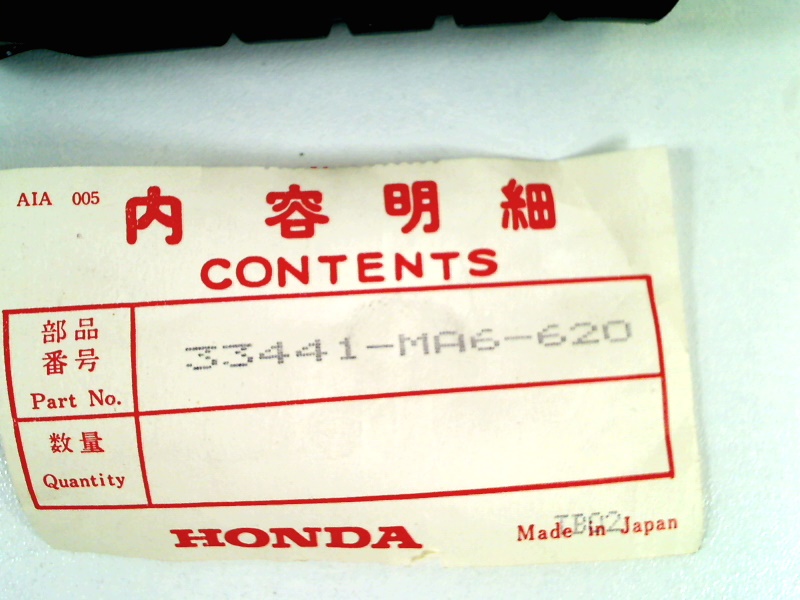 AIA 005
内容明細
CONTENTS
部品
番号
Part No.
33441-MA6-620
数量
Quantity
HONDA
Made in Japan